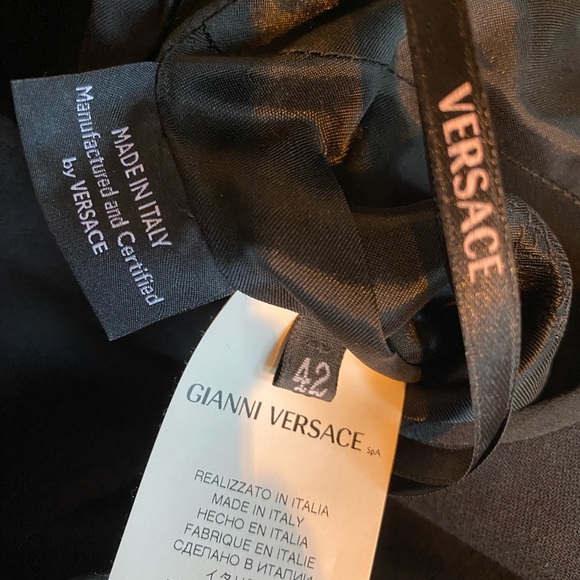 MADE IN ITALY
Manufactured and Certified
by VERSACE
VERSACE
42
GIANNI VERSACE SpA
REALIZZATO IN ITALIA
MADE IN ITALY
HECHO EN ITALIA
FABRIQUE EN ITALIE
СДЕЛАНО В ИТАЛИИ